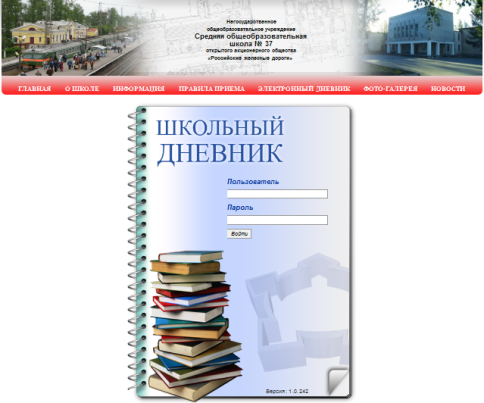 Негосударственное
общеобразовательное учреждение
Средняя общеобразовательная
школа № 37
открытого акционерного общества
«Российские железные дороги»
ГЛАВНАЯ О ШКОЛЕ ИНФОРМАЦИЯ ПРАВИЛА ПРИЕМА ЭЛЕКТРОННЫЙ ДНЕВНИК ФОТО-ГАЛЕРЕЯ НОВОСТИ
ШКОЛЬНЫЙ
ДНЕВНИК
Пользователь
Пароль
Войти
Версия: 1.0.242